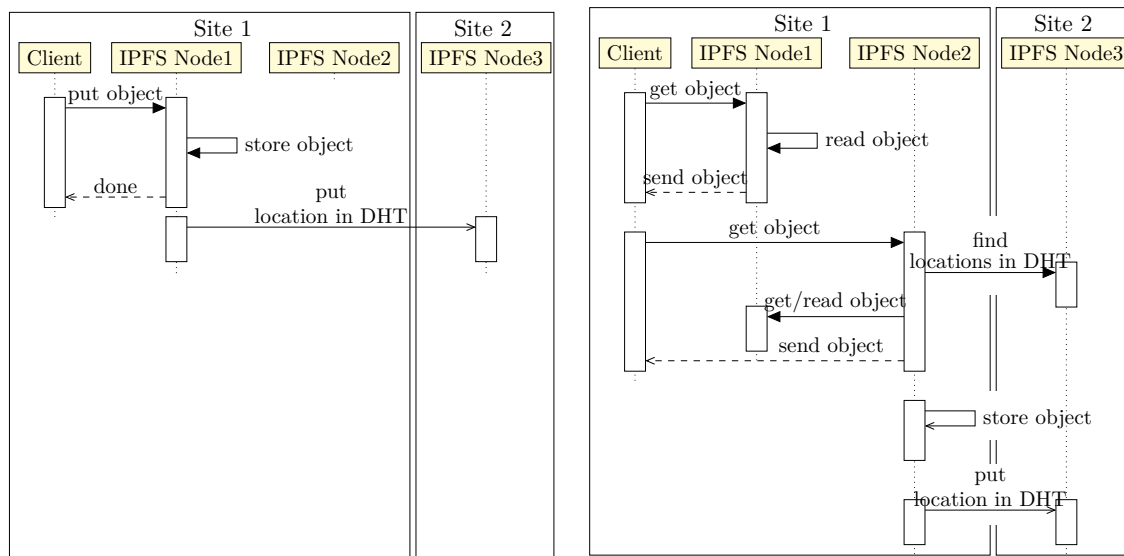 Site 1
Site 2
Client
IPFS Node1
IPFS Node2
IPFS Node3
put object
store object
done
put
location in DHT
Site 1
Site 2
Client
IPFS Node1
IPFS Node2
IPFS Node3
get object
read object
send object
get object
find
locations in DHT
get/read object
send object
store object
put
location in DHT